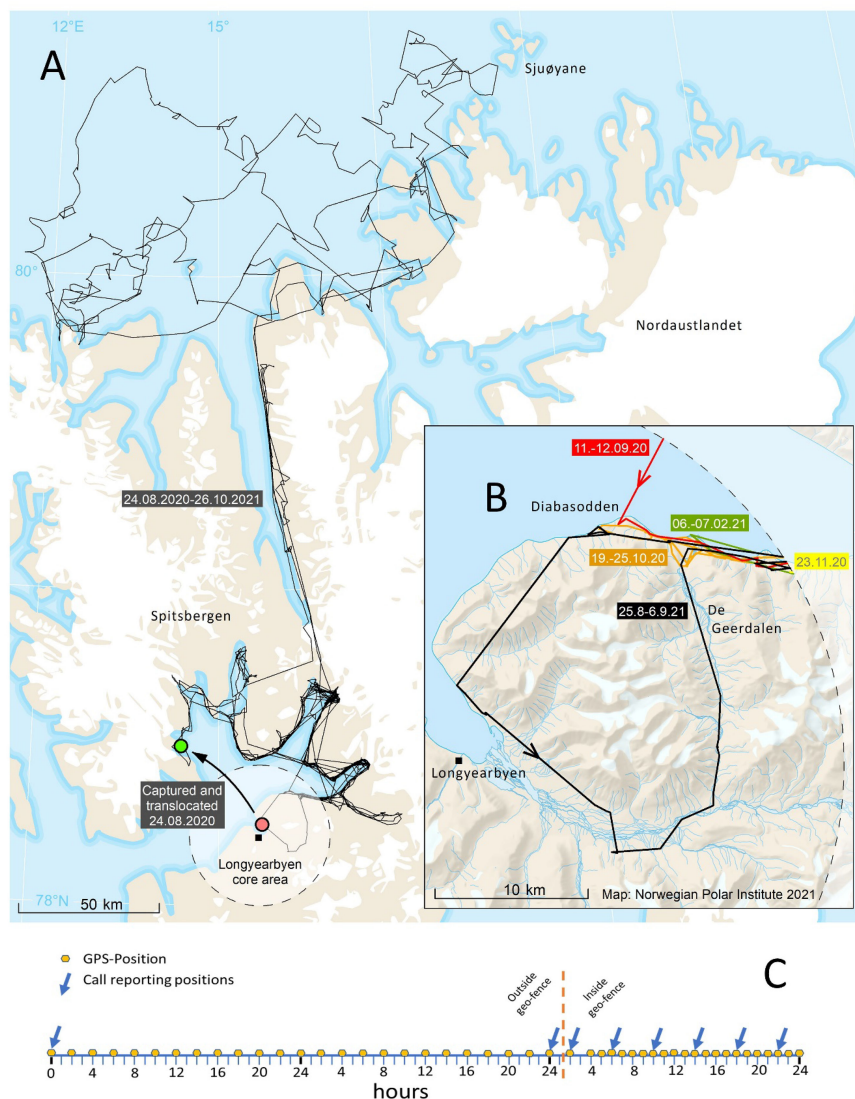 12°E
15°
A
Sjuøyane
80°
Nordaustlandet
24.08.2020-26.10.2021
Spitsbergen
Captured and
translocated
24.08.2020
Longyearbyen
core area
78°N
50 km
11.-12.09.20
B
Diabasodden
06.-07.02.21
19.-25.10.20
23.11.20
25.8-6.9.21
De
Geerdalen
Longyearbyen
10 km
Map: Norwegian Polar Institute 2021
GPS-Position
Call reporting positions
C
Outside
geo-fence
Inside
geo-fence
0 4 8 12 16 20 24 4 8 12 16 20 24 4 8 12 16 20 24
hours